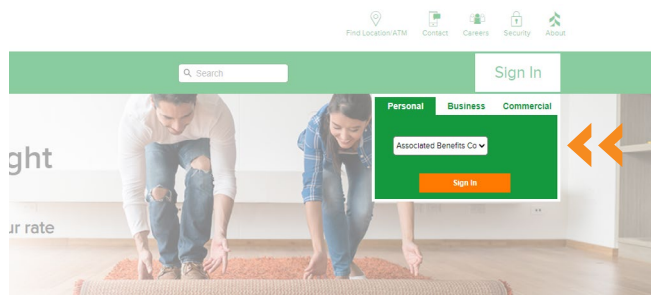 Find Location/ATM Contact Careers Security About
Search Sign In
Personal Business Commercial
ght
Associated Benefits Co
ur rate
Sign In